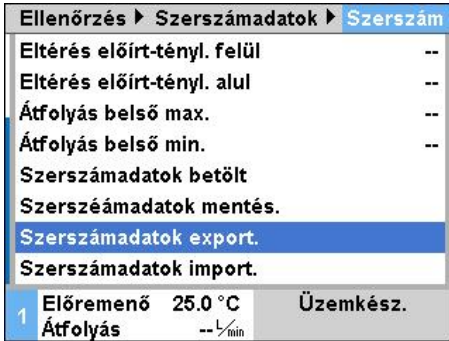 Ellenőrzés ▶ Szerszámadatok ▶ Szerszám
Eltérés előírt-tényl. felül --
Eltérés előírt-tényl. alul --
Átfolyás belső max. --
Átfolyás belső min. --
Szerszámadatok betölt
Szerszéámadatok mentés.
Szerszámadatok export.
Szerszámadatok import.
1 Előremenő 25.0 °C Üzemkész.
Átfolyás -- L/min